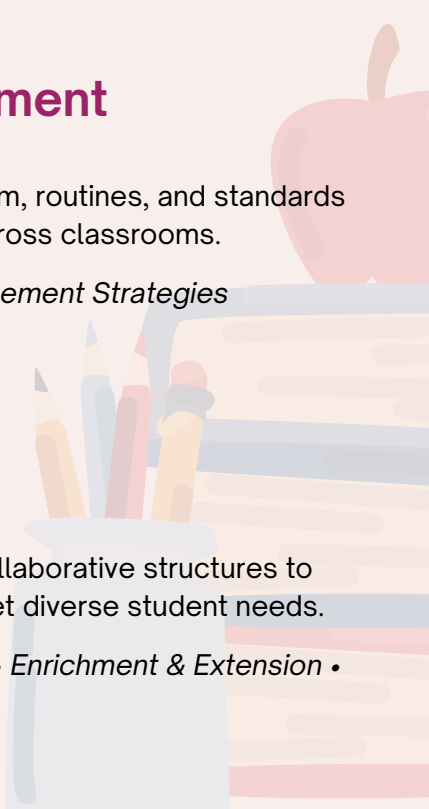 ment
m, routines, and standards
ross classrooms.
ement Strategies
llaborative structures to
et diverse student needs.
• Enrichment & Extension •